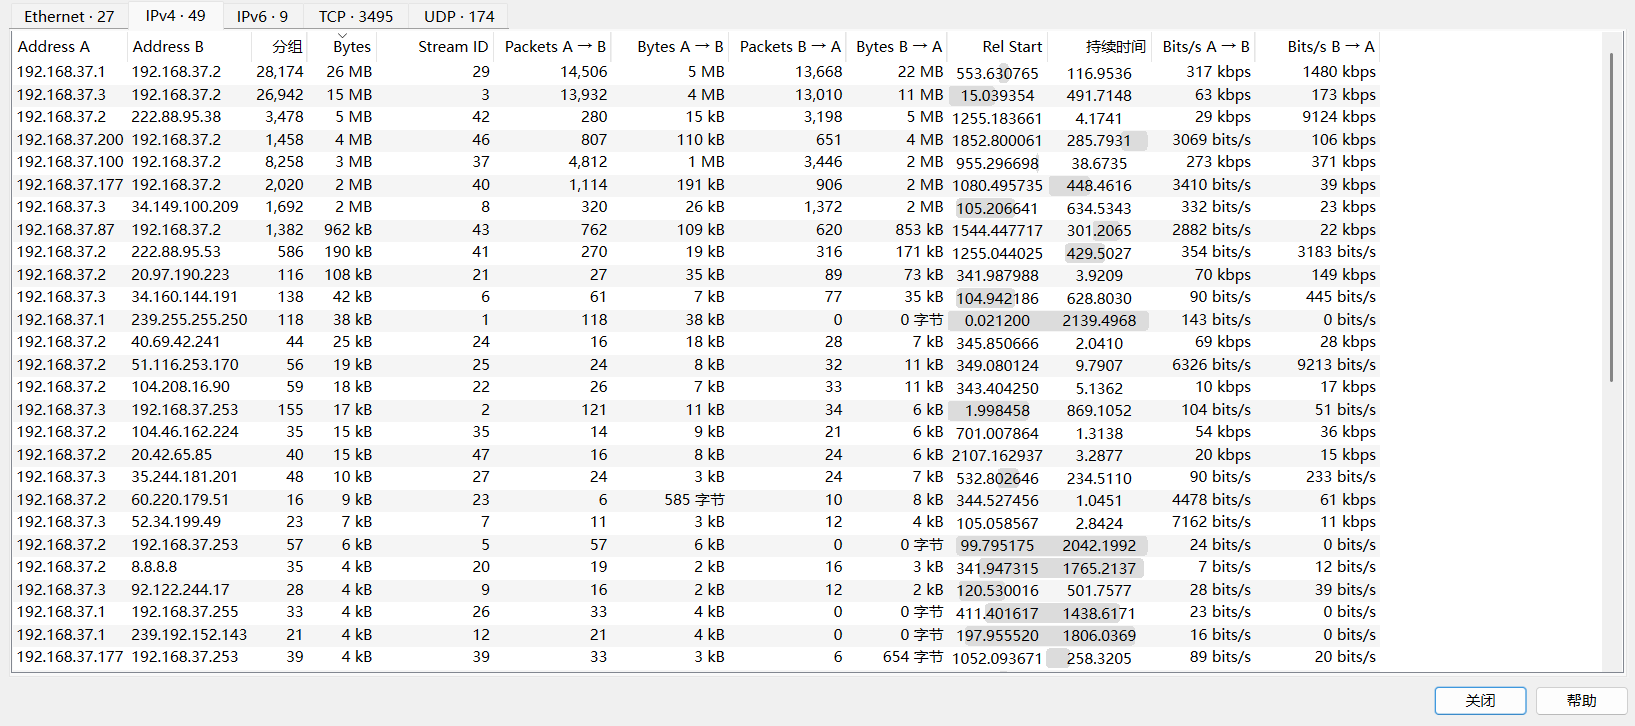 Ethernet · 27 IPv4 · 49 IPv6 · 9 TCP · 3495 UDP · 174
Address A Address B 分组 Bytes Stream ID Packets A → B Bytes A → B Packets B → A Bytes B → A Rel Start 持续时间 Bits/s A → B Bits/s B → A
192.168.37.1 192.168.37.2 28,174 26 MB 29 14,506 5 MB 13,668 22 MB 553.630765 116.9536 317 kbps 1480 kbps
192.168.37.3 192.168.37.2 26,942 15 MB 3 13,932 4 MB 13,010 11 MB 15.039354 491.7148 63 kbps 173 kbps
192.168.37.2 222.88.95.38 3,478 5 MB 42 280 15 kB 3,198 5 MB 1255.183661 4.1741 29 kbps 9124 kbps
192.168.37.200 192.168.37.2 1,458 4 MB 46 807 110 kB 651 4 MB 1852.800061 285.7931 3069 bits/s 106 kbps
192.168.37.100 192.168.37.2 8,258 3 MB 37 4,812 1 MB 3,446 2 MB 955.296698 38.6735 273 kbps 371 kbps
192.168.37.177 192.168.37.2 2,020 2 MB 40 1,114 191 kB 906 2 MB 1080.495735 448.4616 3410 bits/s 39 kbps
192.168.37.3 34.149.100.209 1,692 2 MB 8 320 26 kB 1,372 2 MB 105.206641 634.5343 332 bits/s 23 kbps
192.168.37.87 192.168.37.2 1,382 962 kB 43 762 109 kB 620 853 kB 1544.447717 301.2065 2882 bits/s 22 kbps
192.168.37.2 222.88.95.53 586 190 kB 41 270 19 kB 316 171 kB 1255.044025 429.5027 354 bits/s 3183 bits/s
192.168.37.2 20.97.190.223 116 108 kB 21 27 35 kB 89 73 kB 341.987988 3.9209 70 kbps 149 kbps
192.168.37.3 34.160.144.191 138 42 kB 6 61 7 kB 77 35 kB 104.942186 628.8030 90 bits/s 445 bits/s
192.168.37.1 239.255.255.250 118 38 kB 1 118 38 kB 0 0 字节 0.021200 2139.4968 143 bits/s 0 bits/s
192.168.37.2 40.69.42.241 44 25 kB 24 16 18 kB 28 7 kB 345.850666 2.0410 69 kbps 28 kbps
192.168.37.2 51.116.253.170 56 19 kB 25 24 8 kB 32 11 kB 349.080124 9.7907 6326 bits/s 9213 bits/s
192.168.37.2 104.208.16.90 59 18 kB 22 26 7 kB 33 11 kB 343.404250 5.1362 10 kbps 17 kbps
192.168.37.3 192.168.37.253 155 17 kB 2 121 11 kB 34 6 kB 1.998458 869.1052 104 bits/s 51 bits/s
192.168.37.2 104.46.162.224 35 15 kB 35 14 9 kB 21 6 kB 701.007864 1.3138 54 kbps 36 kbps
192.168.37.2 20.42.65.85 40 15 kB 47 16 8 kB 24 6 kB 2107.162937 3.2877 20 kbps 15 kbps
192.168.37.3 35.244.181.201 48 10 kB 27 24 3 kB 24 7 kB 532.802646 234.5110 90 bits/s 233 bits/s
192.168.37.2 60.220.179.51 16 9 kB 23 6 585 字节 10 8 kB 344.527456 1.0451 4478 bits/s 61 kbps
192.168.37.3 52.34.199.49 23 7 kB 7 11 3 kB 12 4 kB 105.058567 2.8424 7162 bits/s 11 kbps
192.168.37.2 192.168.37.253 57 6 kB 5 57 6 kB 0 0 字节 99.795175 2042.1992 24 bits/s 0 bits/s
192.168.37.2 8.8.8.8 35 4 kB 20 19 2 kB 16 3 kB 341.947315 1765.2137 7 bits/s 12 bits/s
192.168.37.3 92.122.244.17 28 4 kB 9 16 2 kB 12 2 kB 120.530016 501.7577 28 bits/s 39 bits/s
192.168.37.1 192.168.37.255 33 4 kB 26 33 4 kB 0 0 字节 411.401617 1438.6171 23 bits/s 0 bits/s
192.168.37.1 239.192.152.143 21 4 kB 12 21 4 kB 0 0 字节 197.955520 1806.0369 16 bits/s 0 bits/s
192.168.37.177 192.168.37.253 39 4 kB 39 33 3 kB 6 654 字节 1052.093671 258.3205 89 bits/s 20 bits/s
关闭 帮助